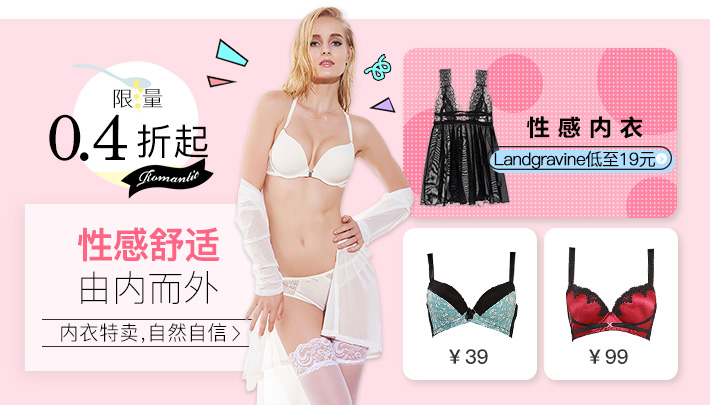 限量
0.4折起
Romantic
性感舒适
由内而外
内衣特卖,自然自信>
性感内衣
Landgravine低至19元>
¥39
¥99